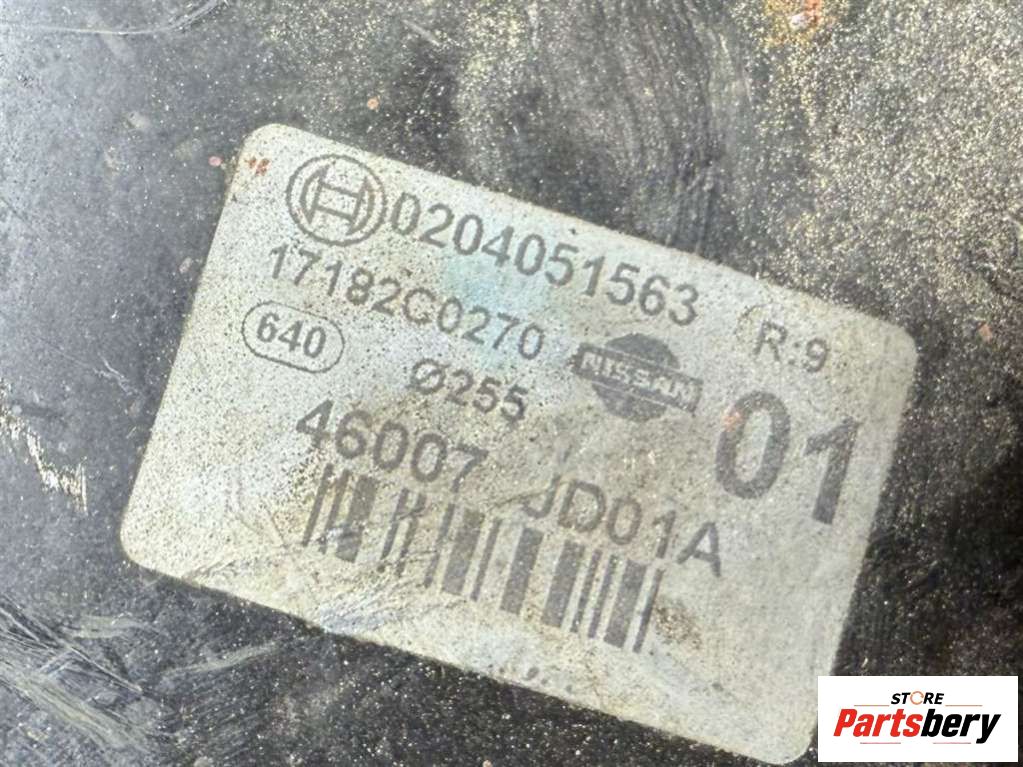 0204051563
17182C0270
R:9
640
Ø255
NISSAN
01
46007 JD01A
STORE
Partsbery